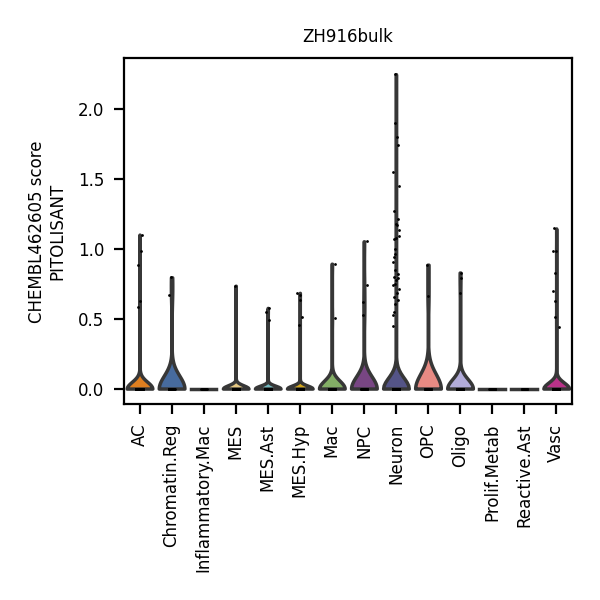 ZH916bulk
CHEMBL462605 score
PITOLISANT
2.0
1.5
1.0
0.5
0.0
AC
Chromatin.Reg
Inflammatory.Mac
MES
MES.Ast
MES.Hyp
Mac
NPC
Neuron
OPC
Oligo
Prolif.Metab
Reactive.Ast
Vasc